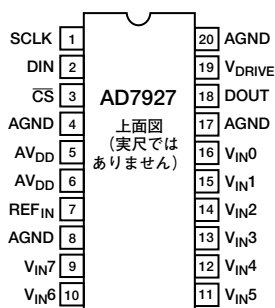 SCLK 1
DIN 2
CS 3
AGND 4
AVDD 5
AVDD 6
REFIN 7
AGND 8
VIN7 9
VIN6 10
AD7927
上面図
(実尺では
ありません)
20 AGND
19 VDRIVE
18 DOUT
17 AGND
16 VIN0
15 VIN1
14 VIN2
13 VIN3
12 VIN4
11 VIN5